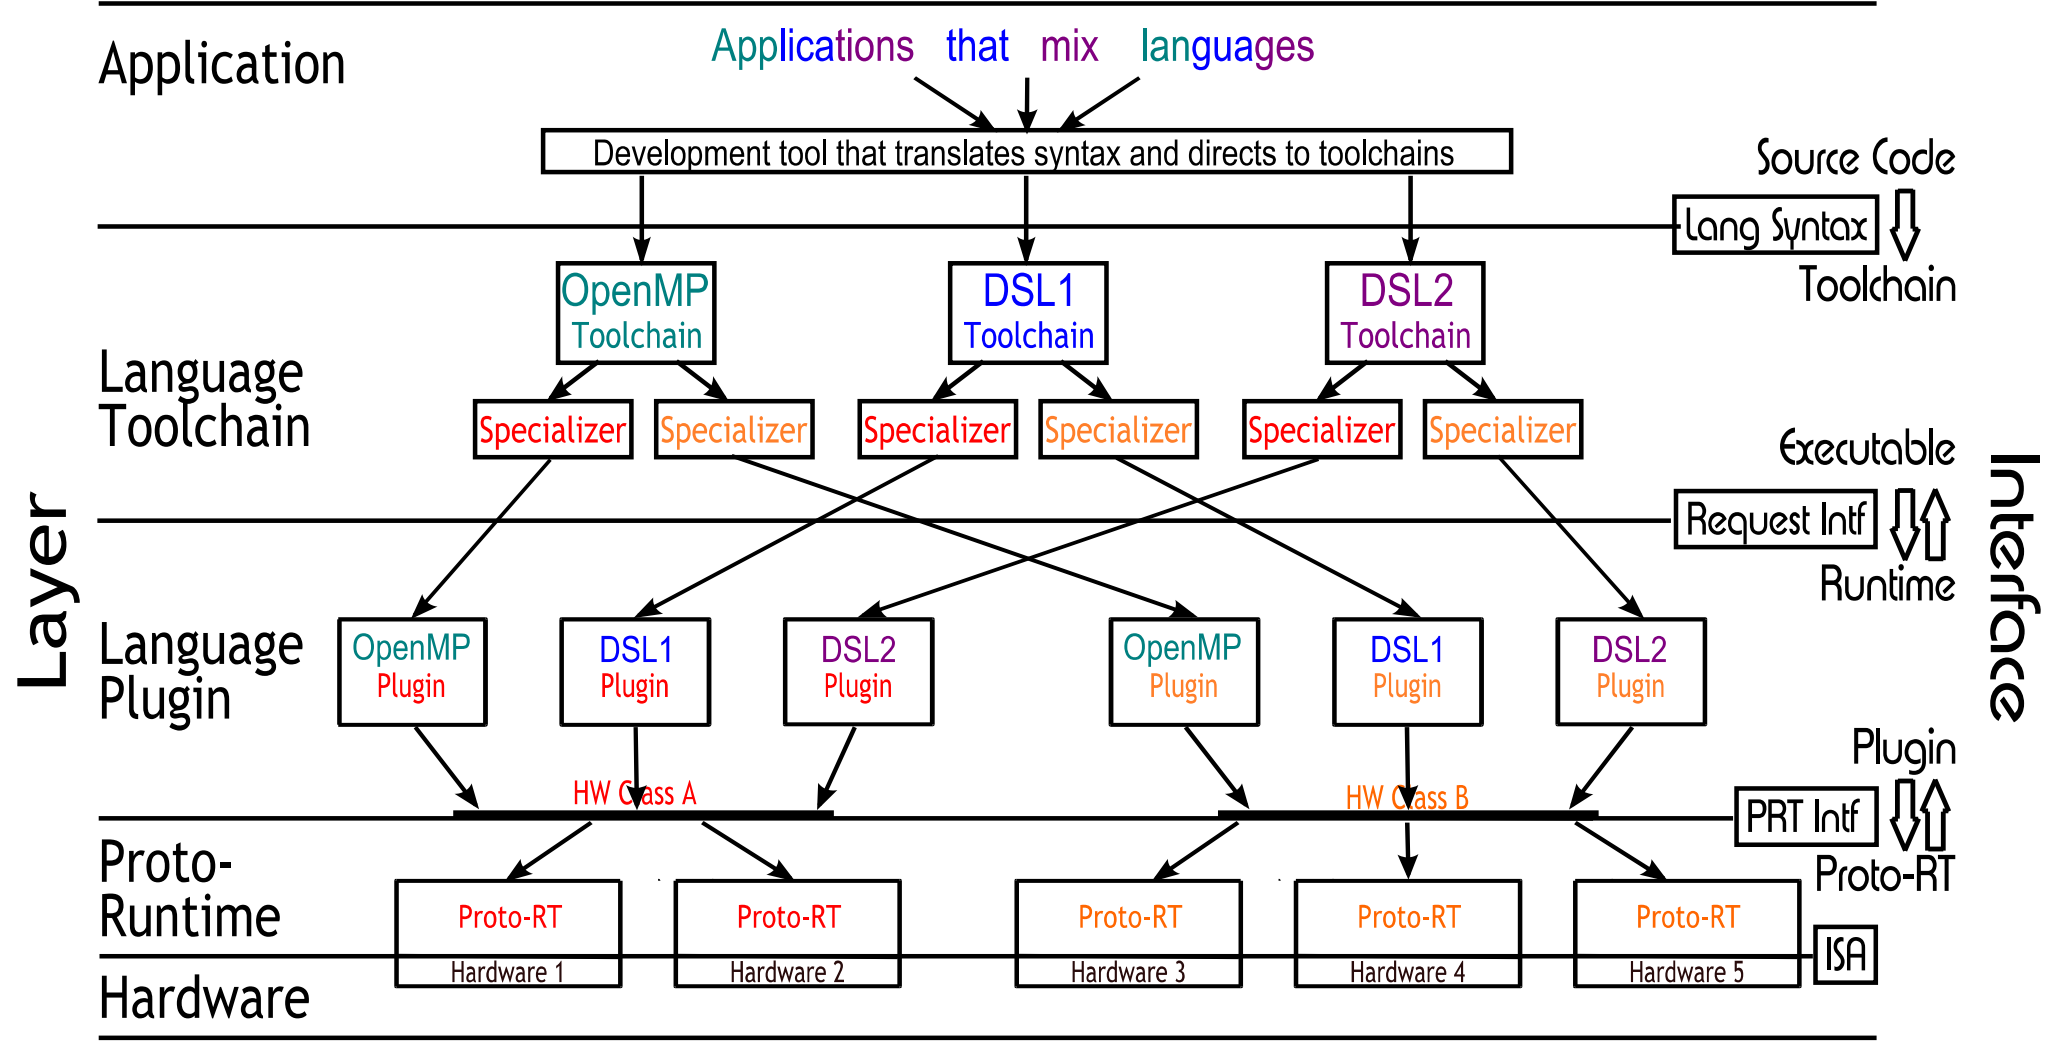 Application
Applications that mix languages
Development tool that translates syntax and directs to toolchains
Source Code
Lang Syntax
Toolchain
OpenMP
Toolchain
DSL1
Toolchain
DSL2
Toolchain
Language
Toolchain
Specializer
Specializer
Specializer
Specializer
Specializer
Specializer
Executable
Request Intf
Runtime
Layer
Interface
Language
Plugin
OpenMP
Plugin
DSL1
Plugin
DSL2
Plugin
OpenMP
Plugin
DSL1
Plugin
DSL2
Plugin
Plugin
HW Class A
HW Class B
PRT Intf
Proto-RT
Proto-
Runtime
Proto-RT
Proto-RT
Proto-RT
Proto-RT
Proto-RT
ISA
Hardware 1
Hardware 2
Hardware 3
Hardware 4
Hardware 5
Hardware